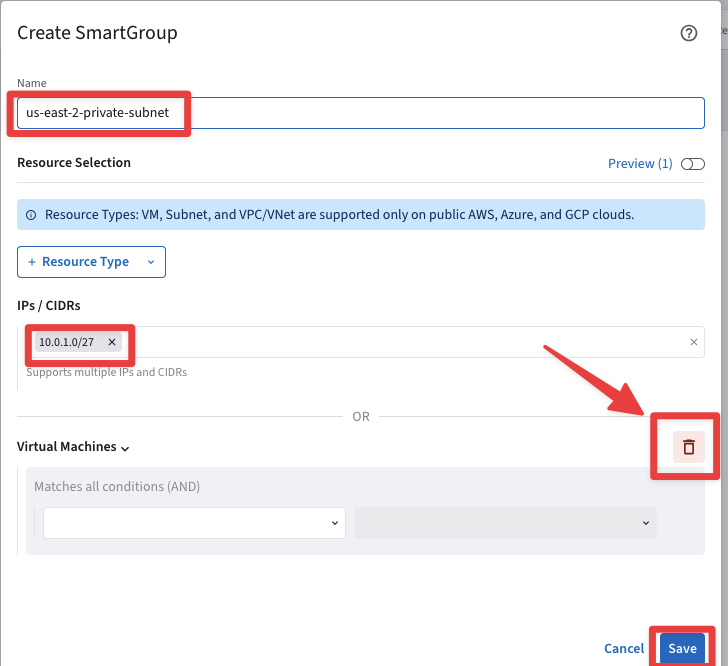 Create SmartGroup
Name
us-east-2-private-subnet
Resource Selection
Preview (1)
Resource Types: VM, Subnet, and VPC/VNet are supported only on public AWS, Azure, and GCP clouds.
+ Resource Type
IPs / CIDRs
10.0.1.0/27
Supports multiple IPs and CIDRs
OR
Virtual Machines
Matches all conditions (AND)
Cancel
Save